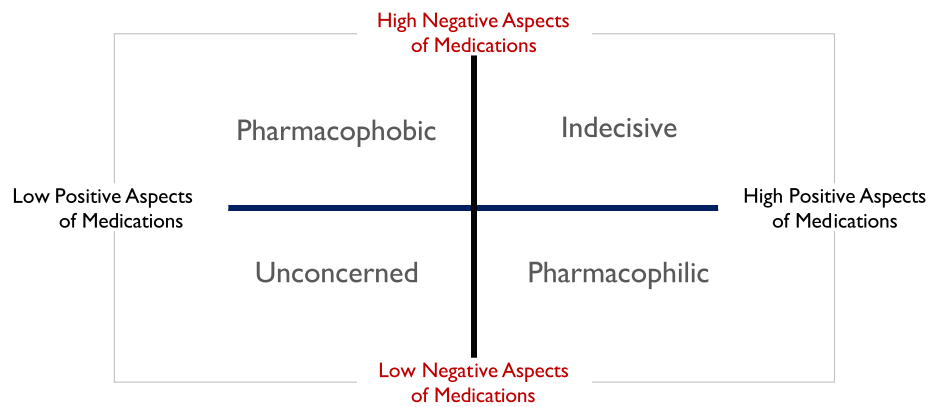 High Negative Aspects
of Medications
Pharmacophobic
Indecisive
Low Positive Aspects
of Medications
High Positive Aspects
of Medications
Unconcerned
Pharmacophilic
Low Negative Aspects
of Medications